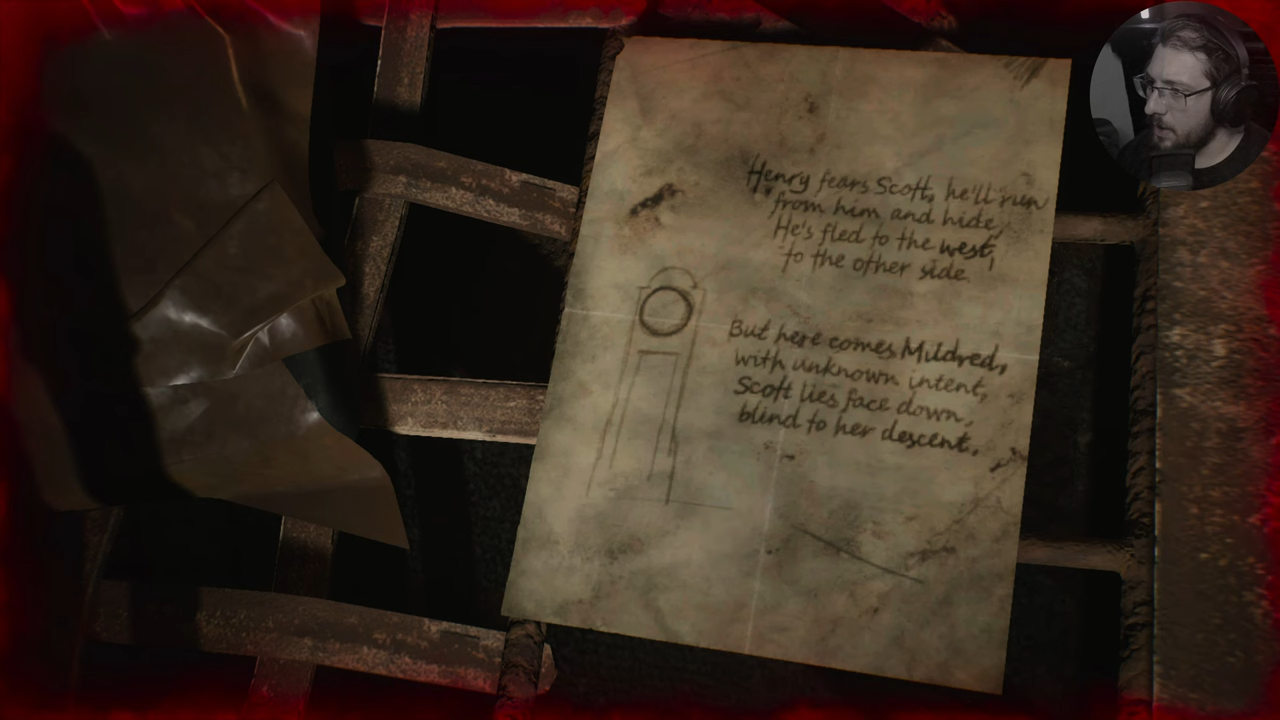 Henry fears Scott, he'll run
from him and hide,
He's fled to the west,
to the other side.
But here comes Mildred,
with unknown intent,
Scott lies face down,
blind to her descent.